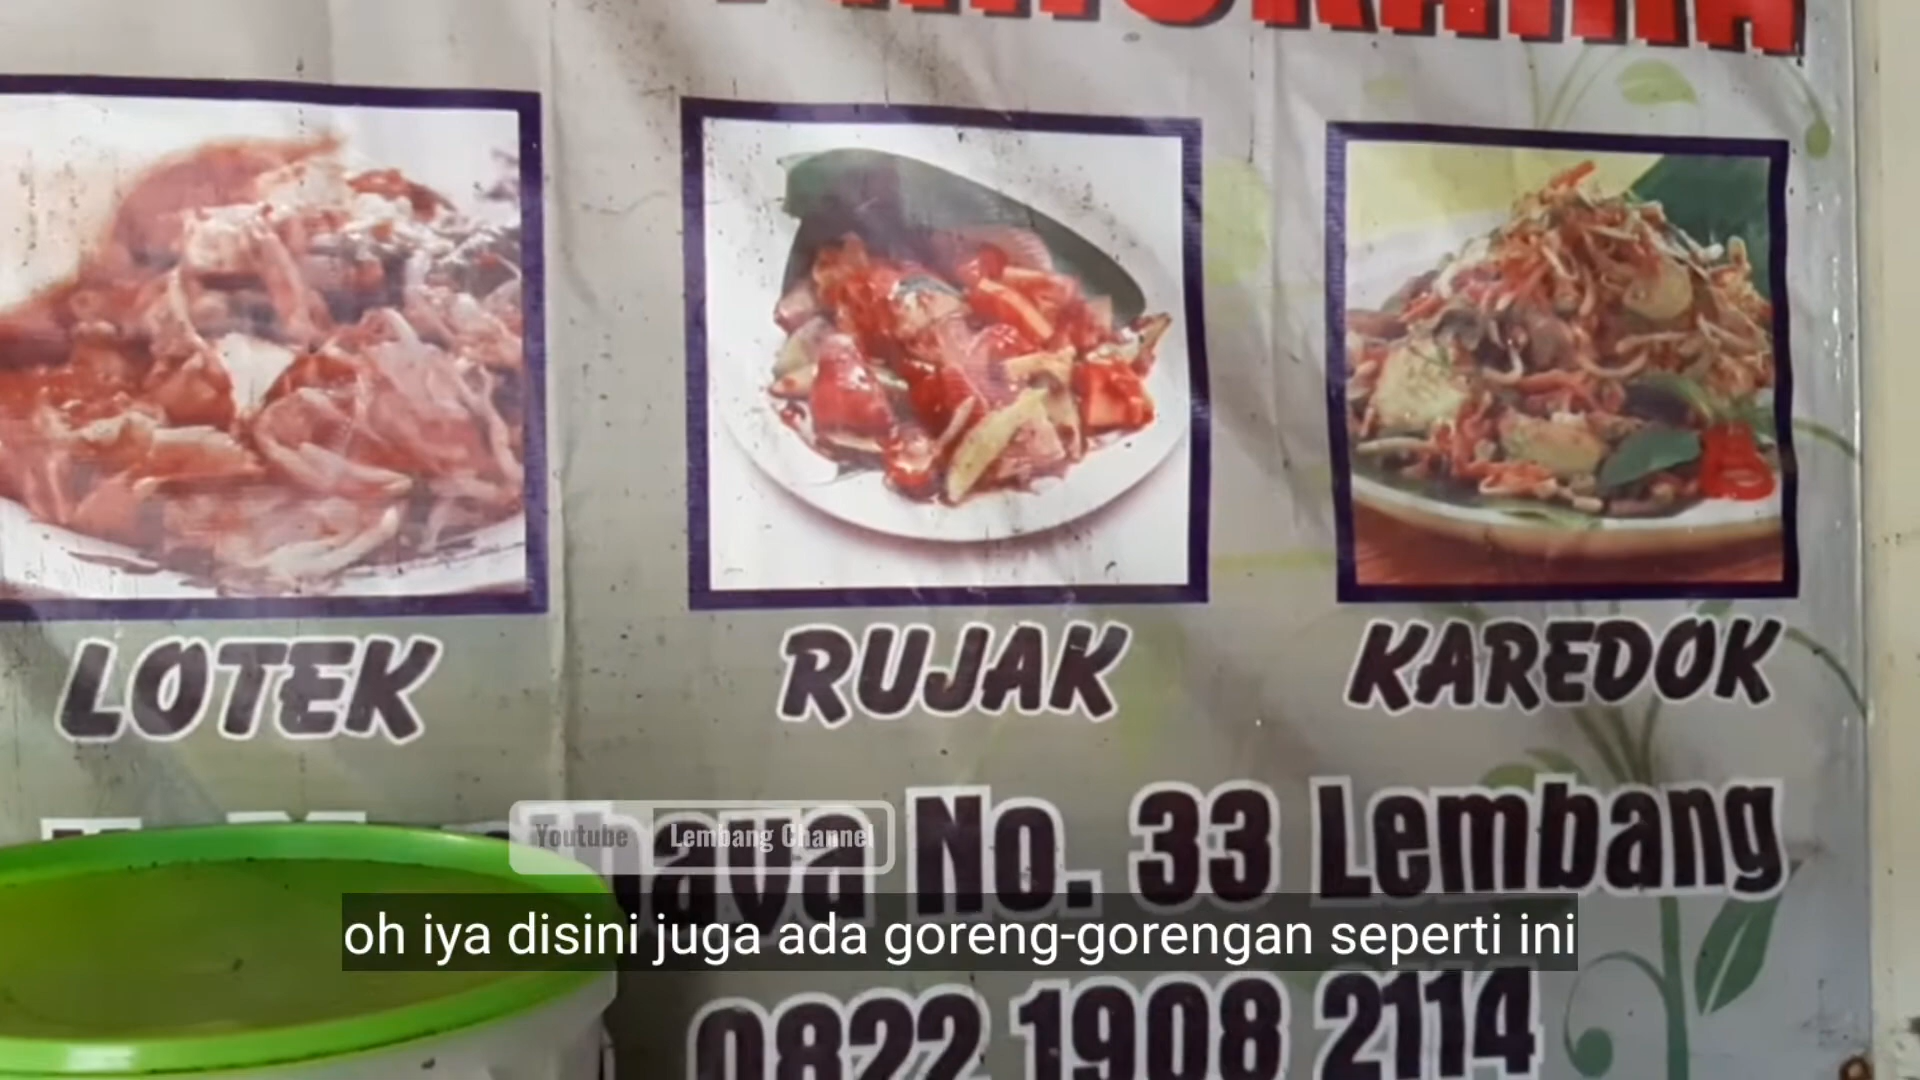 LOTEK
RUJAK
KAREDOK
No. 33 Lembang
Youtube Lembang Channel
oh iya disini juga ada goreng-gorengan seperti ini
0822 1908 2114